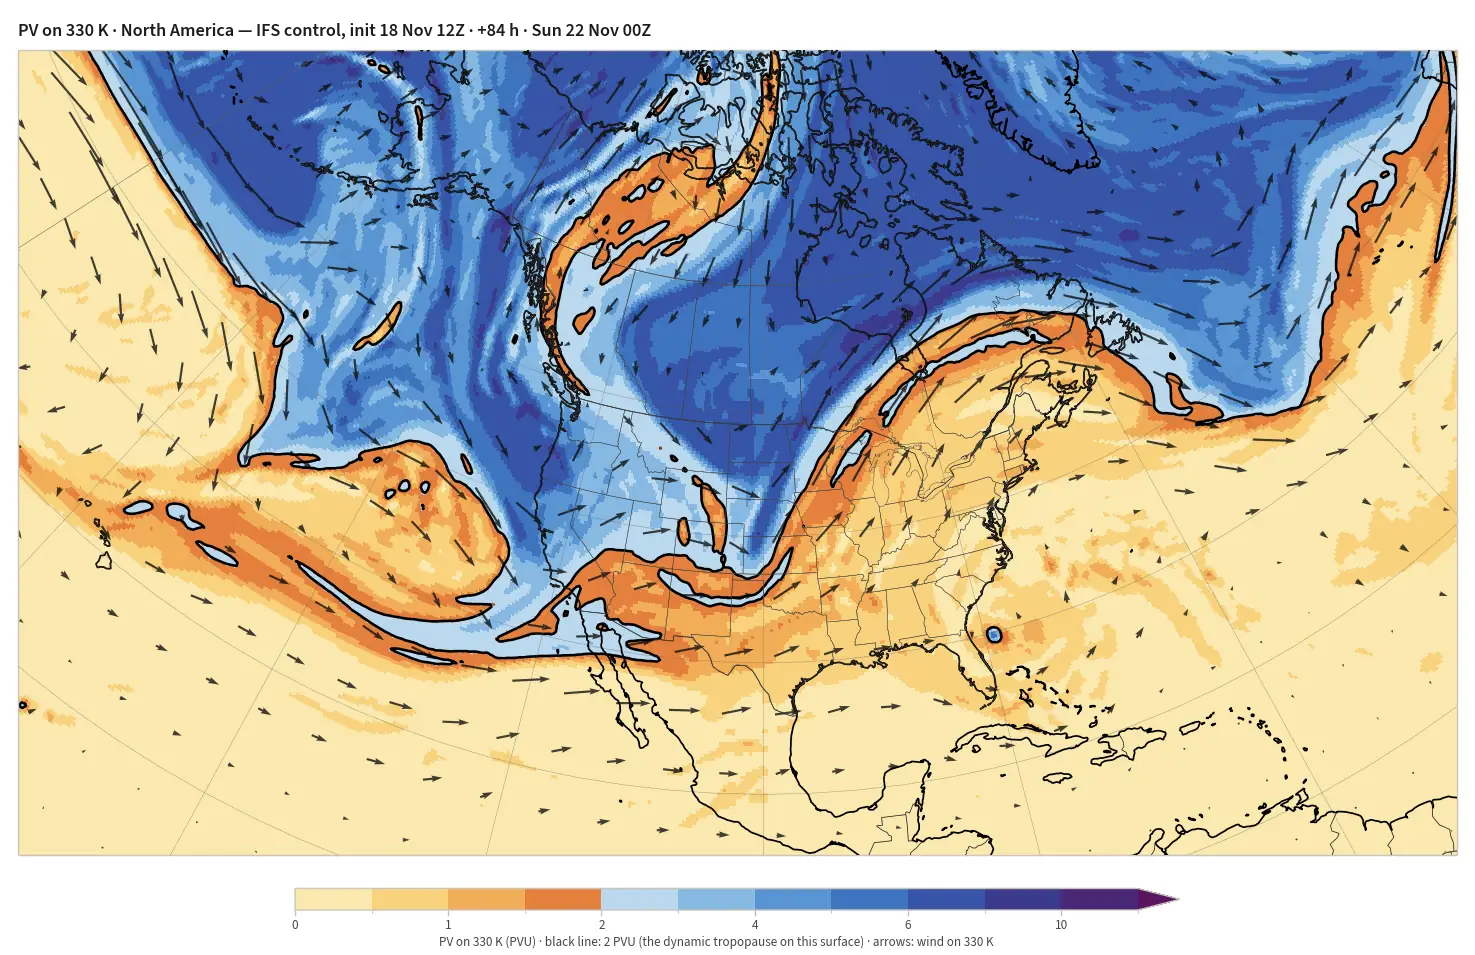 PV on 330 K · North America — IFS control, init 18 Nov 12Z · +84 h · Sun 22 Nov 00Z
0 1 2 4 6 8 10
PV on 330 K (PVU) · black line: 2 PVU (the dynamic tropopause on this surface) · arrows: wind on 330 K